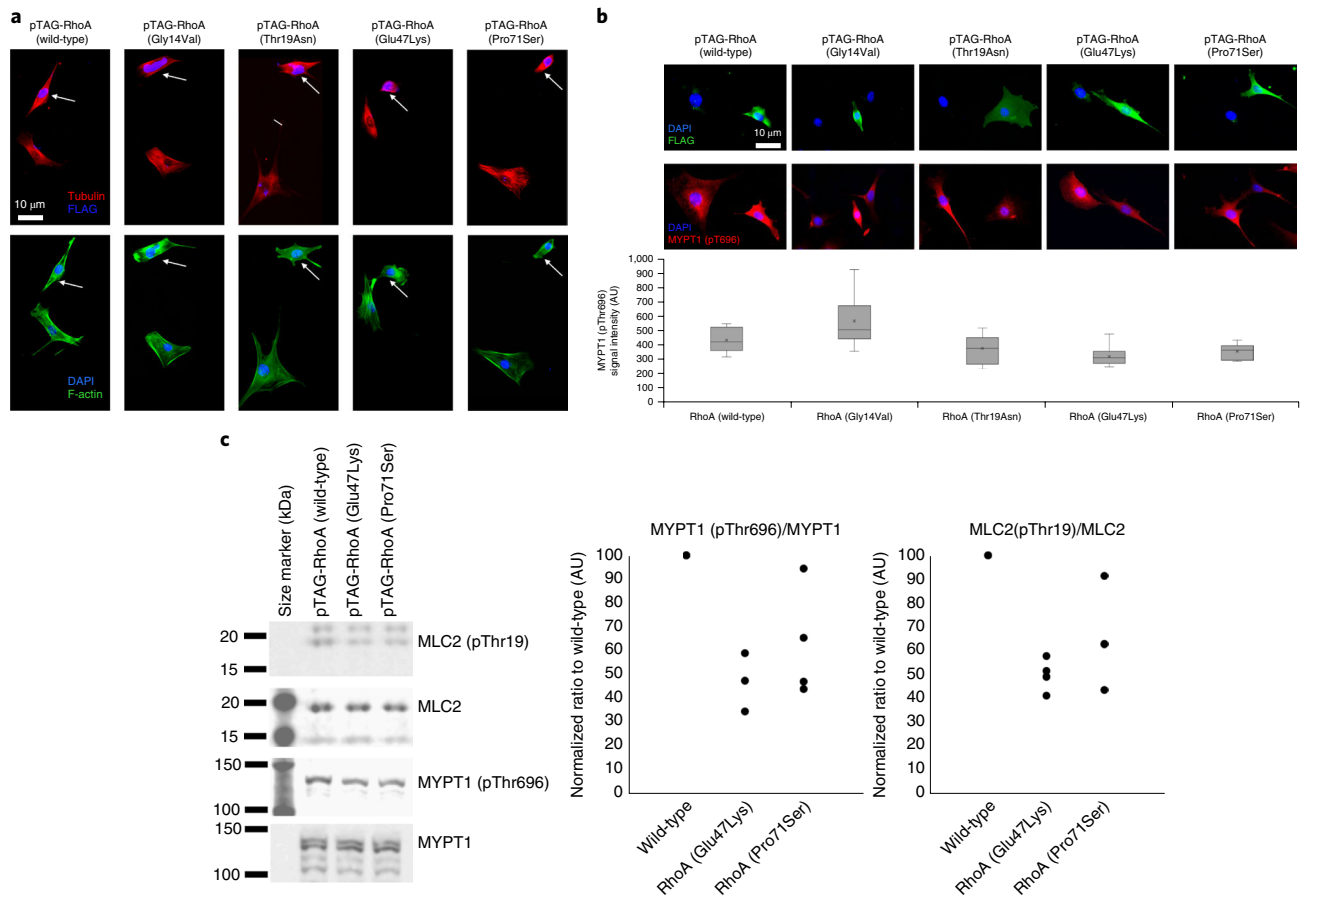 a
pTAG-RhoA
(wild-type)
pTAG-RhoA
(Gly14Val)
pTAG-RhoA
(Thr19Asn)
pTAG-RhoA
(Glu47Lys)
pTAG-RhoA
(Pro71Ser)
Tubulin
FLAG
10 μm
DAPI
F-actin
b
pTAG-RhoA
(wild-type)
pTAG-RhoA
(Gly14Val)
pTAG-RhoA
(Thr19Asn)
pTAG-RhoA
(Glu47Lys)
pTAG-RhoA
(Pro71Ser)
DAPI
FLAG
10 μm
DAPI
MYPT1 (pT696)
MYPT1 (pThr696)
signal intensity (AU)
1,000
900
800
700
600
500
400
300
200
100
0
RhoA (wild-type)
RhoA (Gly14Val)
RhoA (Thr19Asn)
RhoA (Glu47Lys)
RhoA (Pro71Ser)
c
Size marker (kDa)
pTAG-RhoA (wild-type)
pTAG-RhoA (Glu47Lys)
pTAG-RhoA (Pro71Ser)
20
15
MLC2 (pThr19)
20
15
MLC2
150
100
MYPT1 (pThr696)
150
100
MYPT1
MYPT1 (pThr696)/MYPT1
Normalized ratio to wild-type (AU)
100
90
80
70
60
50
40
30
20
10
0
Wild-type
RhoA (Glu47Lys)
RhoA (Pro71Ser)
MLC2(pThr19)/MLC2
Normalized ratio to wild-type (AU)
100
90
80
70
60
50
40
30
20
10
0
Wild-type
RhoA (Glu47Lys)
RhoA (Pro71Ser)